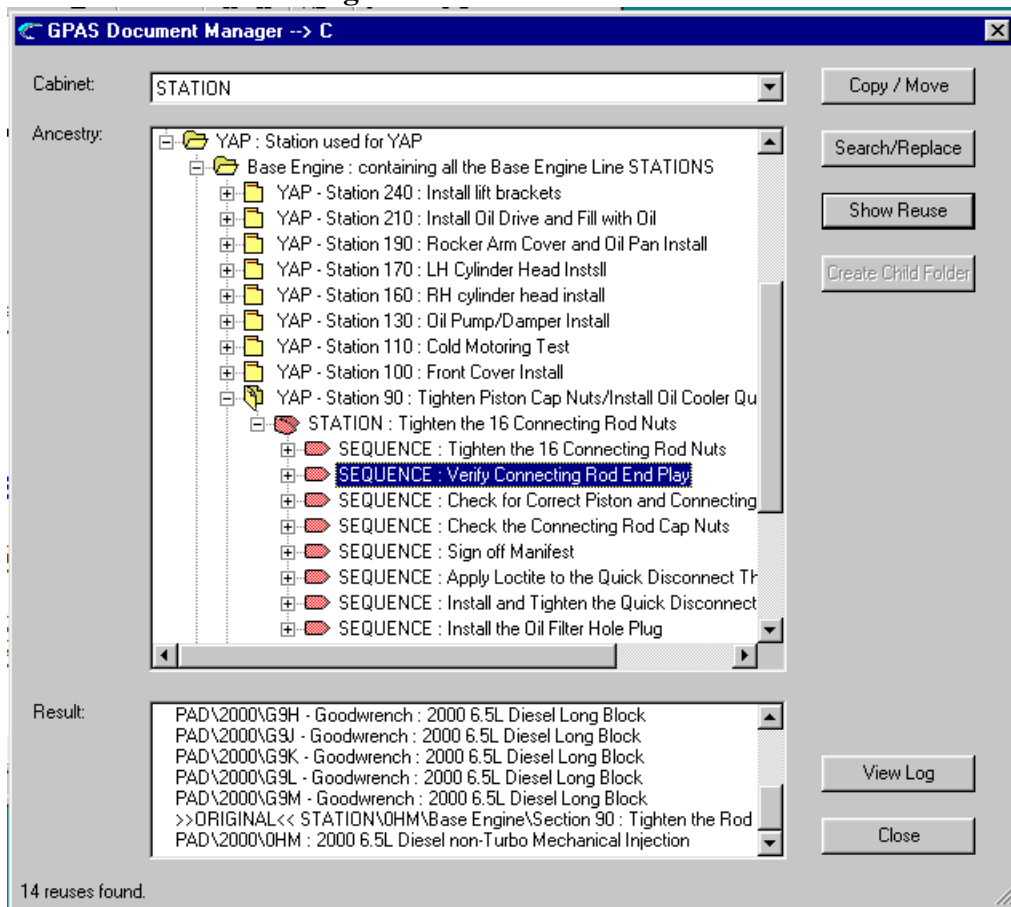 GPAS Document Manager --> C
Cabinet:
STATION
Copy / Move
Ancestry:
YAP : Station used for YAP
Search/Replace
Base Engine : containing all the Base Engine Line STATIONS
YAP - Station 240 : Install lift brackets
YAP - Station 210 : Install Oil Drive and Fill with Oil
Show Reuse
YAP - Station 190 : Rocker Arm Cover and Oil Pan Install
YAP - Station 170 : LH Cylinder Head Instsll
Create Child Folder
YAP - Station 160 : RH cylinder head install
YAP - Station 130 : Oil Pump/Damper Install
YAP - Station 110 : Cold Motoring Test
YAP - Station 100 : Front Cover Install
YAP - Station 90 : Tighten Piston Cap Nuts/Install Oil Cooler Qu
STATION : Tighten the 16 Connecting Rod Nuts
SEQUENCE : Tighten the 16 Connecting Rod Nuts
SEQUENCE : Verify Connecting Rod End Play
SEQUENCE : Check for Correct Piston and Connecting
SEQUENCE : Check the Connecting Rod Cap Nuts
SEQUENCE : Sign off Manifest
SEQUENCE : Apply Loctite to the Quick Disconnect Th
SEQUENCE : Install and Tighten the Quick Disconnect
SEQUENCE : Install the Oil Filter Hole Plug
Result:
PAD\2000\G9H - Goodwrench : 2000 6.5L Diesel Long Block
PAD\2000\G9J - Goodwrench : 2000 6.5L Diesel Long Block
PAD\2000\G9K - Goodwrench : 2000 6.5L Diesel Long Block
PAD\2000\G9L - Goodwrench : 2000 6.5L Diesel Long Block
PAD\2000\G9M - Goodwrench : 2000 6.5L Diesel Long Block
>>ORIGINAL<< STATION\0HM\Base Engine\Section 90 : Tighten the Rod
PAD\2000\0HM : 2000 6.5L Diesel non-Turbo Mechanical Injection
View Log
Close
14 reuses found.